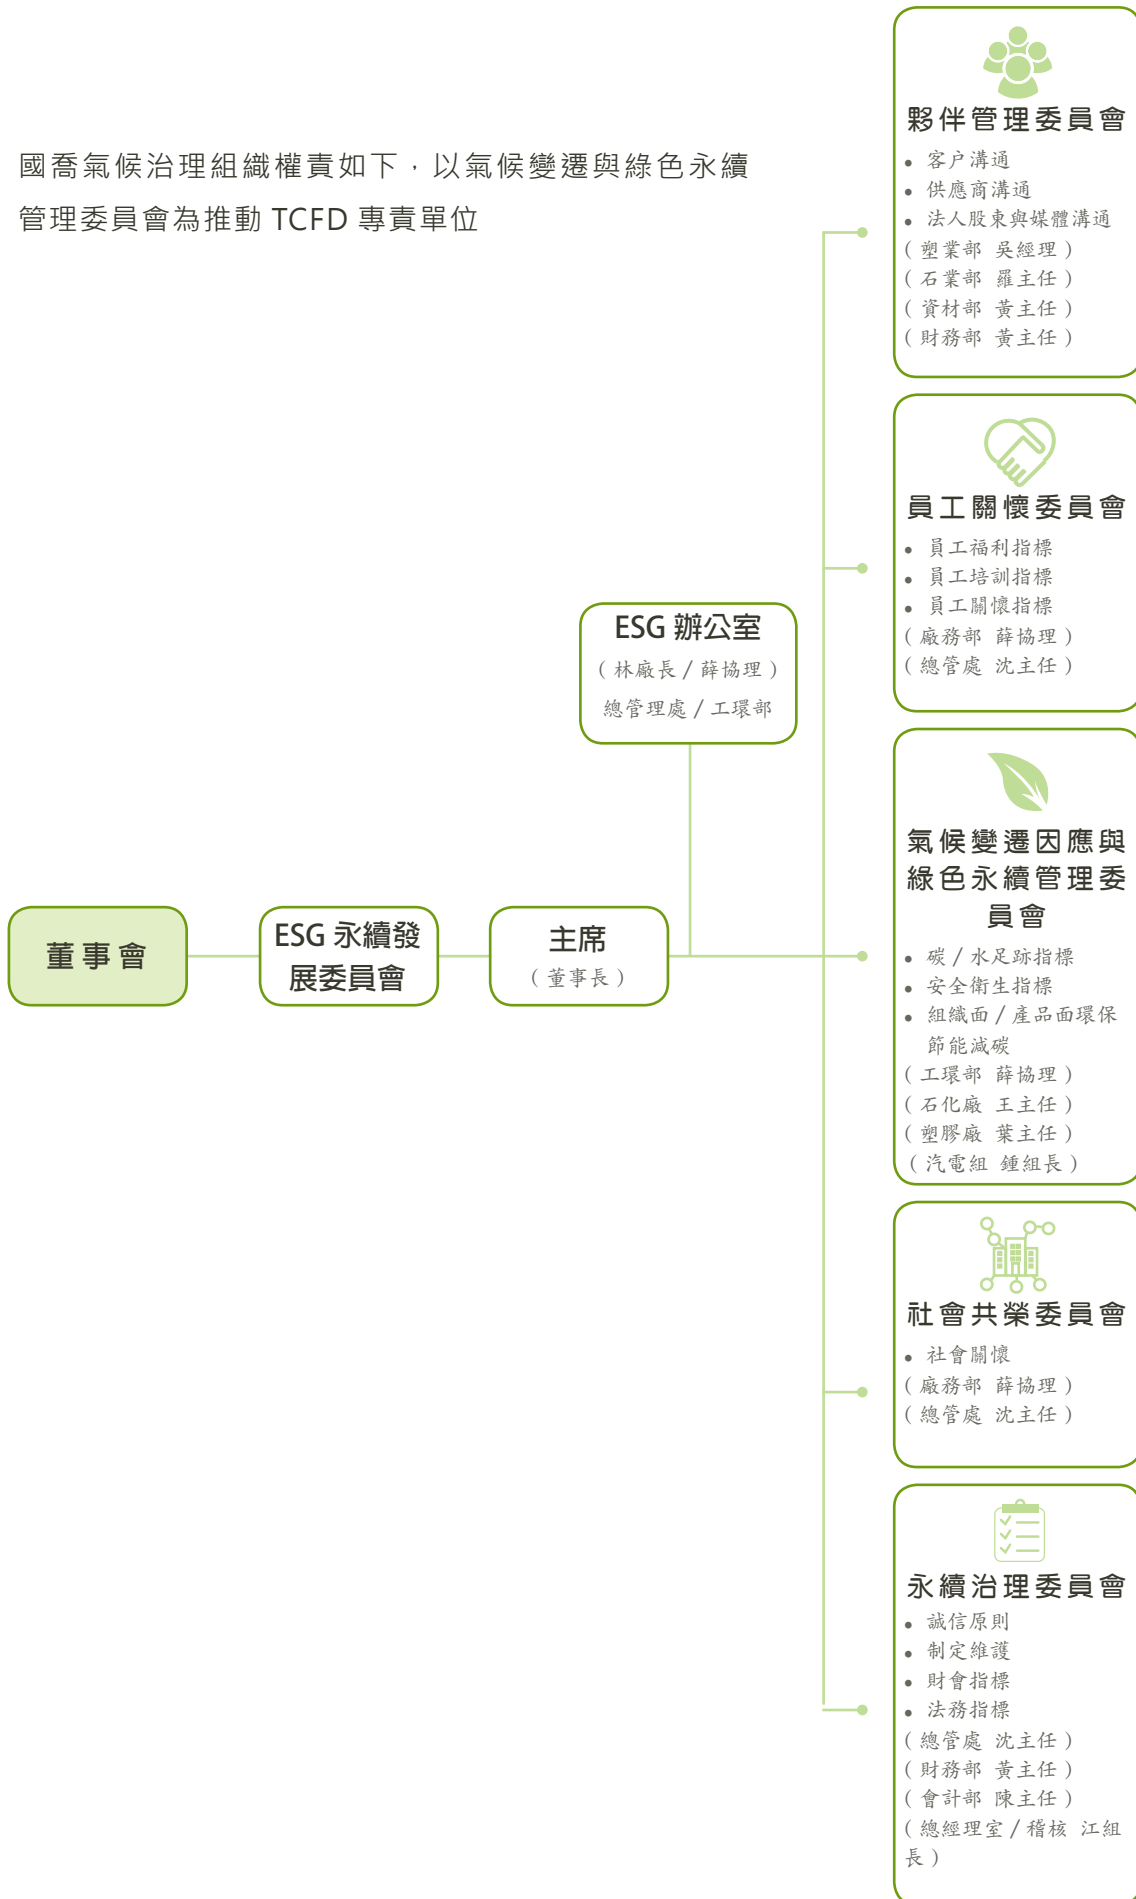 國喬氣候治理組織權責如下，以氣候變遷與綠色永續
管理委員會為推動 TCFD 專責單位
董事會
ESG 永續發
展委員會
主席
（董事長）
ESG 辦公室
（林廠長 / 薛協理）
總管理處 / 工環部
夥伴管理委員會
• 客户溝通
• 供應商溝通
• 法人股東與媒體溝通
（塑業部 吳經理）
（石業部 羅主任）
（資材部 黃主任）
（財務部 黃主任）
員工關懷委員會
• 員工福利指標
• 員工培訓指標
• 員工關懷指標
（廠務部 薛協理）
（總管處 沈主任）
氣候變遷因應與
綠色永續管理委
員會
• 碳 / 水足跡指標
• 安全衛生指標
• 組織面 / 產品面環保
節能減碳
（工環部 薛協理）
（石化廠 王主任）
（塑膠廠 葉主任）
（汽電組 鍾組長）
社會共榮委員會
• 社會關懷
（廠務部 薛協理）
（總管處 沈主任）
永續治理委員會
• 誠信原則
• 制定維護
• 財會指標
• 法務指標
（總管處 沈主任）
（財務部 黃主任）
（會計部 陳主任）
（總經理室 / 稽核 江組
長）